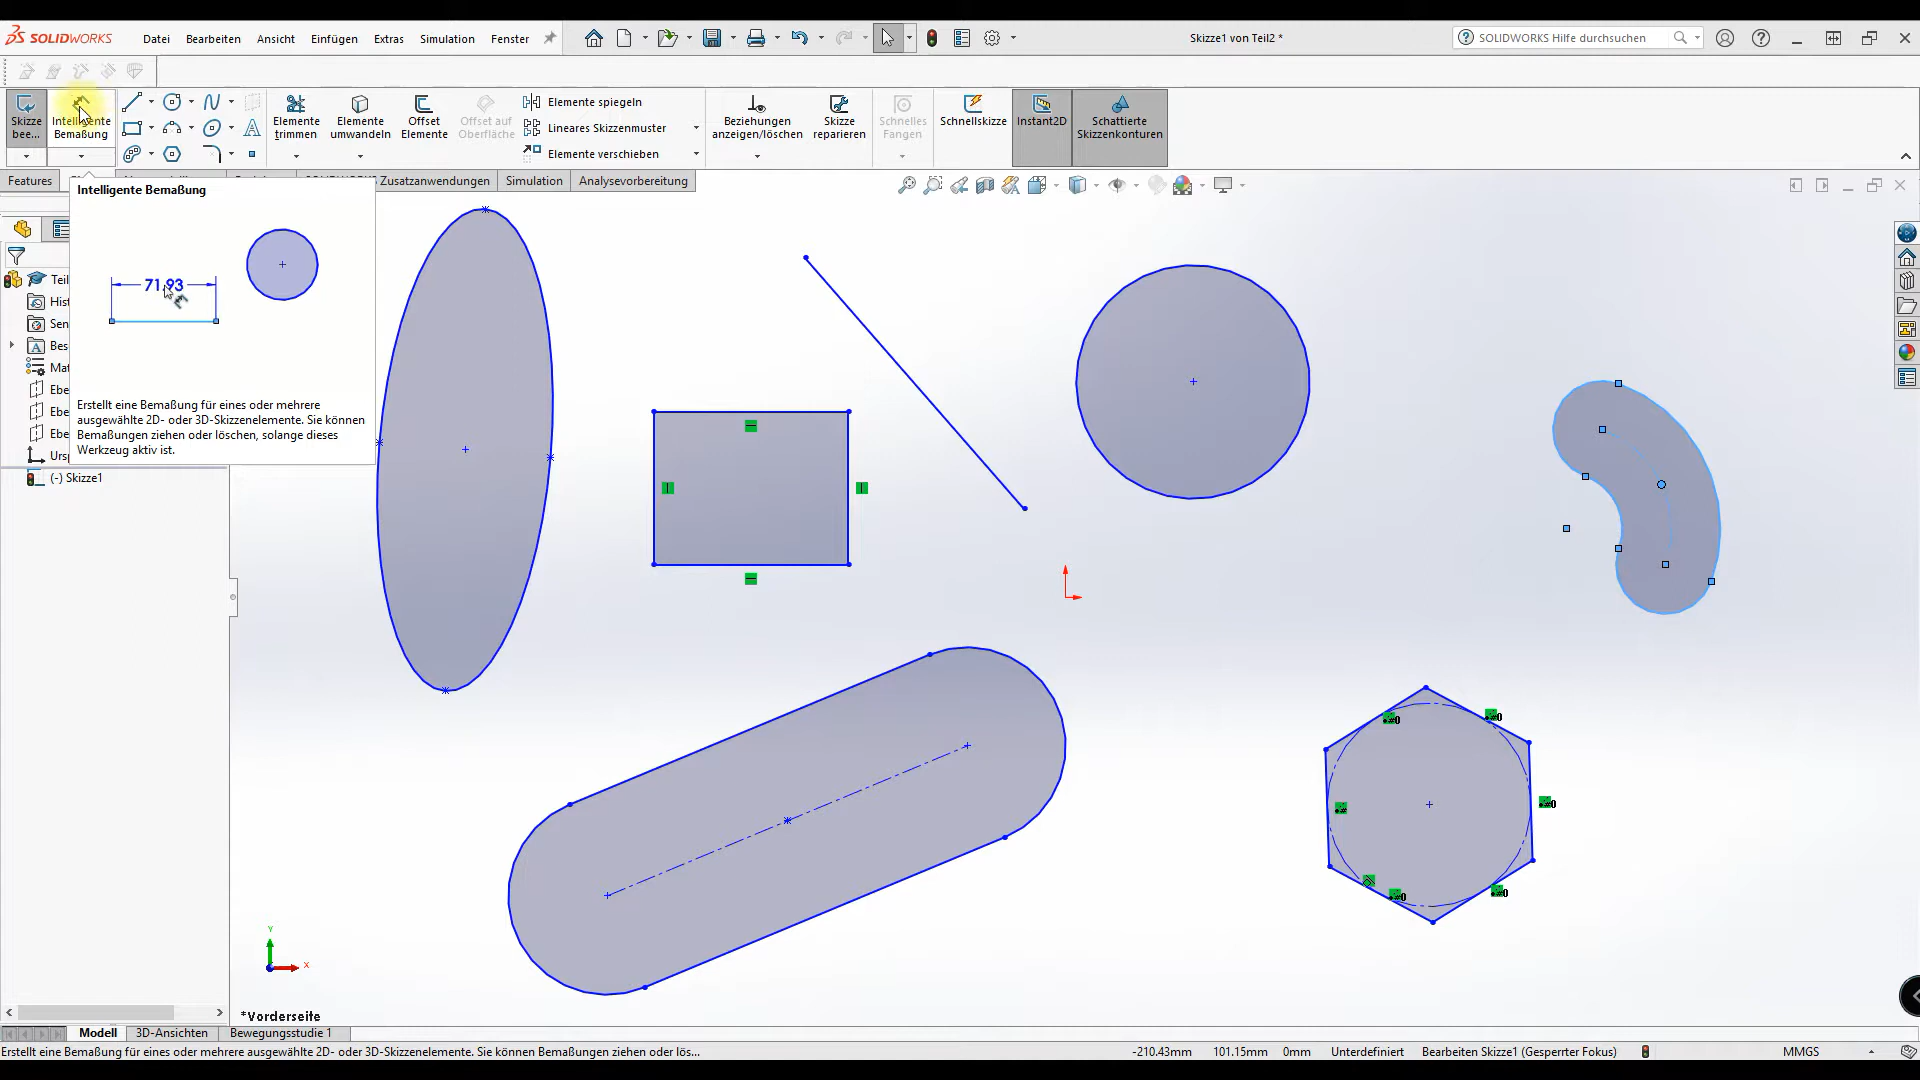 SOLIDWORKS
Datei
Bearbeiten
Ansicht
Einfügen
Extras
Simulation
Fenster
Skizze1 von Teil2 *
SOLIDWORKS Hilfe durchsuchen
Skizze
bee...
Intelligente
Bemaßung
Elemente
trimmen
Elemente
umwandeln
Offset
Elemente
Offset auf
Oberfläche
Elemente spiegeln
Lineares Skizzenmuster
Elemente verschieben
Beziehungen
anzeigen/löschen
Skizze
reparieren
Schnelles
Fangen
Schnellskizze
Instant2D
Schattierte
Skizzenkonturen
Features
SOLIDWORKS Zusatzanwendungen
Simulation
Analysevorbereitung
Intelligente Bemaßung
71.93
Erstellt eine Bemaßung für eines oder mehrere
ausgewählte 2D- oder 3D-Skizzenelemente. Sie können
Bemaßungen ziehen oder löschen, solange dieses
Werkzeug aktiv ist.
Teil
Hist
Sen
Bes
Mat
Ebe
Ebe
Ebe
Urs
(-) Skizze1
Y
X
*Vorderseite
Modell
3D-Ansichten
Bewegungsstudie 1
Erstellt eine Bemaßung für eines oder mehrere ausgewählte 2D- oder 3D-Skizzenelemente. Sie können Bemaßungen ziehen oder lös...
-210.43mm
101.15mm
0mm
Unterdefiniert
Bearbeiten Skizze1 (Gesperrter Fokus)
MMGS